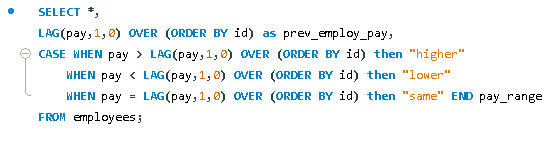 SELECT *,
LAG(pay,1,0) OVER (ORDER BY id) as prev_employ_pay,
CASE WHEN pay > LAG(pay,1,0) OVER (ORDER BY id) then "higher"
WHEN pay < LAG(pay,1,0) OVER (ORDER BY id) then "lower"
WHEN pay = LAG(pay,1,0) OVER (ORDER BY id) then "same" END pay_range
FROM employees;